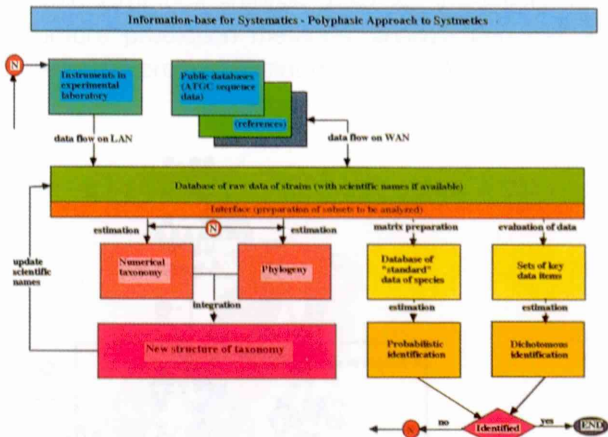 Information-base for Systematics - Polyphasic Approach to Systmetics
N
Instruments in
experimental
laboratory
Public databases
(ATGC sequence
data)
(references)
data flow on LAN
data flow on WAN
Database of raw data of strains (with scientific names if available)
Interface (preparation of subsets to be analyzed)
estimation
N
estimation
matrix preparation
evaluation of data
update
scientific
names
Numerical
taxonomy
Phylogeny
Database of
"standard"
data of species
Sets of key
data items
integration
estimation
estimation
New structure of taxonomy
Probabilistic
identification
Dichotomous
identification
no
yes
N
Identified
END